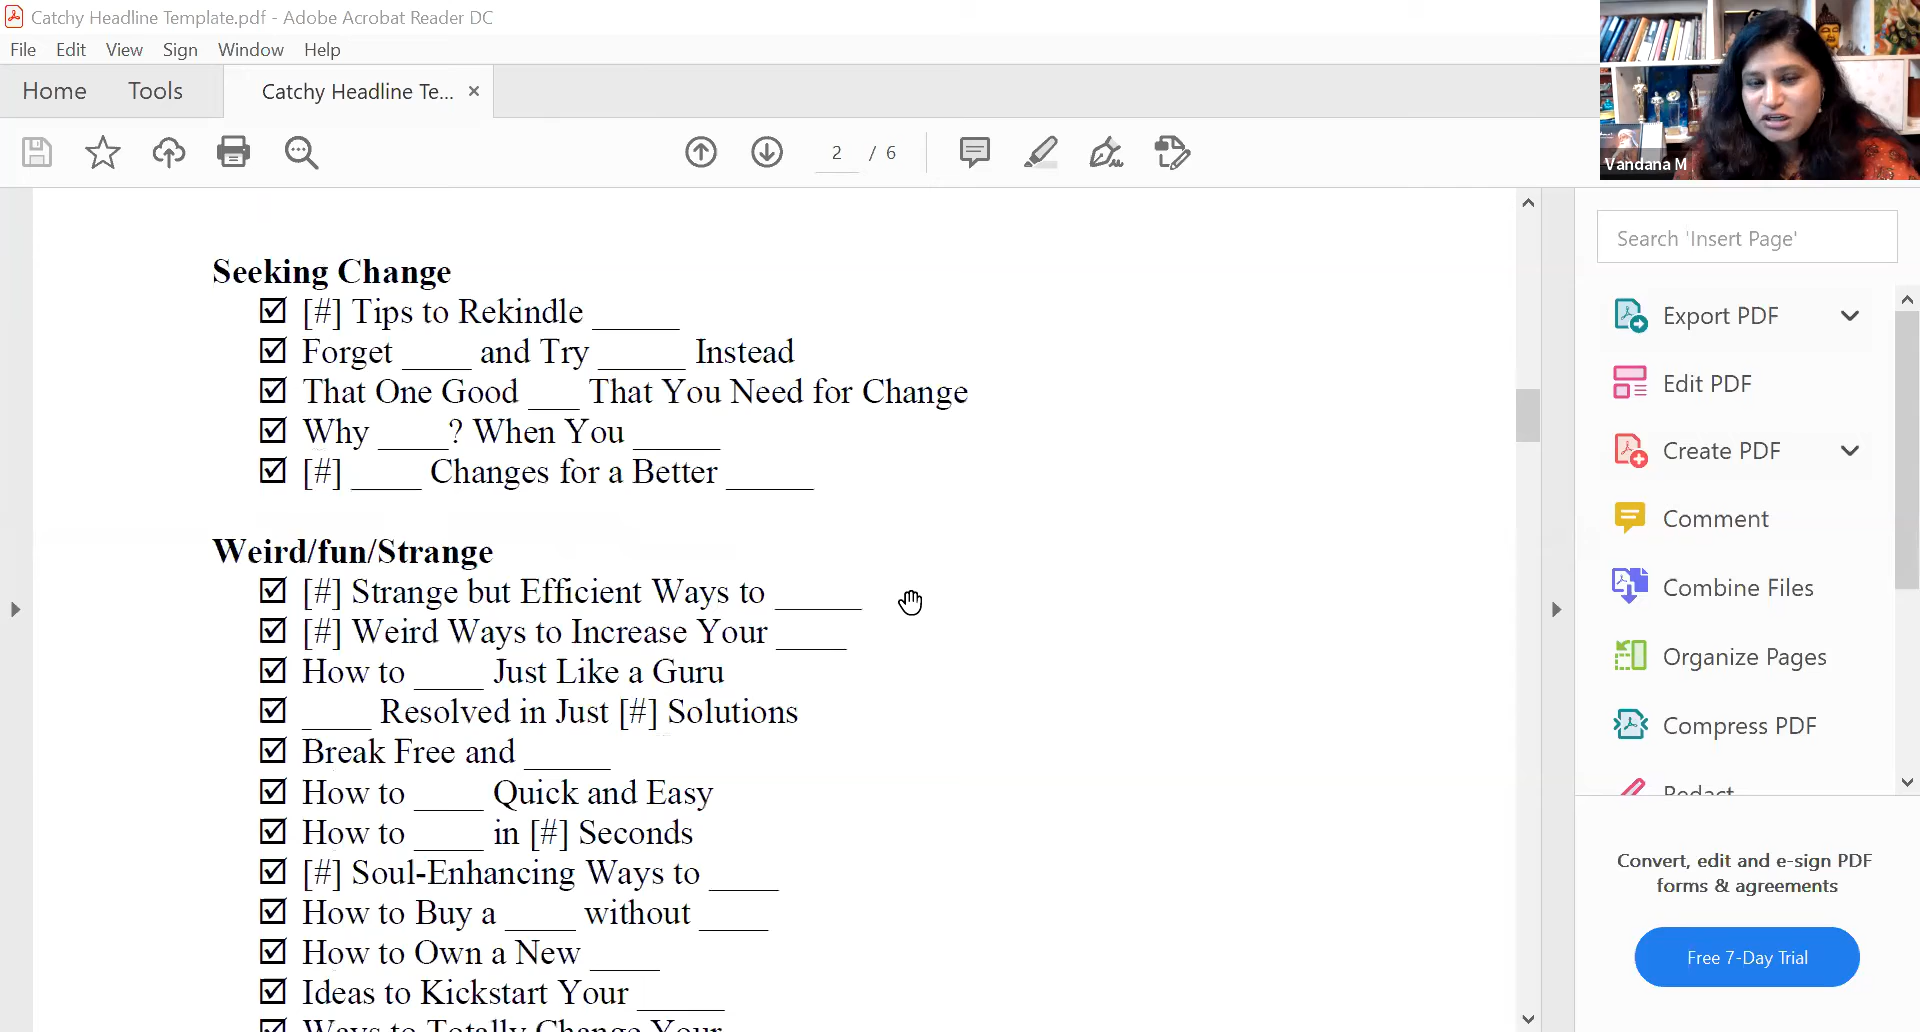 Catchy Headline Template.pdf - Adobe Acrobat Reader DC
File Edit View Sign Window Help
Home Tools Catchy Headline Te... ×
2 / 6
Vandana M
Seeking Change
☑ [#] Tips to Rekindle ______
☑ Forget ____ and Try _____ Instead
☑ That One Good ___ That You Need for Change
☑ Why ____? When You _____
☑ [#] ____ Changes for a Better _____
Weird/fun/Strange
☑ [#] Strange but Efficient Ways to _____
☑ [#] Weird Ways to Increase Your ____
☑ How to ____ Just Like a Guru
☑ ____ Resolved in Just [#] Solutions
☑ Break Free and _____
☑ How to ____ Quick and Easy
☑ How to ____ in [#] Seconds
☑ [#] Soul-Enhancing Ways to ____
☑ How to Buy a ____ without ____
☑ How to Own a New ____
☑ Ideas to Kickstart Your _____
☑ Ways to Totally Change Your
Search 'Insert Page'
Export PDF
Edit PDF
Create PDF
Comment
Combine Files
Organize Pages
Compress PDF
Redact
Convert, edit and e-sign PDF
forms & agreements
Free 7-Day Trial